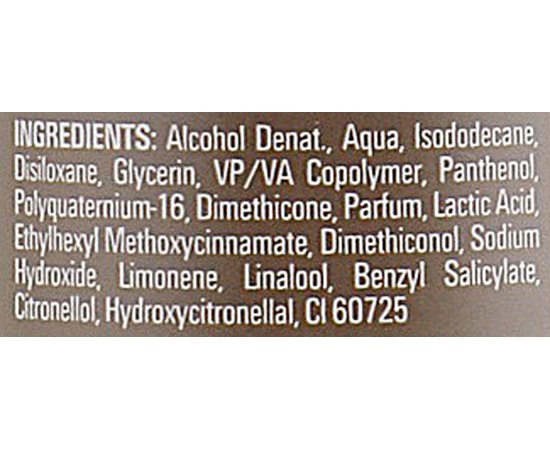 INGREDIENTS: Alcohol Denat., Aqua, Isododecane,
Disiloxane, Glycerin, VP/VA Copolymer, Panthenol,
Polyquaternium-16, Dimethicone, Parfum, Lactic Acid,
Ethylhexyl Methoxycinnamate, Dimethiconol, Sodium
Hydroxide, Limonene, Linalool, Benzyl Salicylate,
Citronellol, Hydroxycitronellal, CI 60725